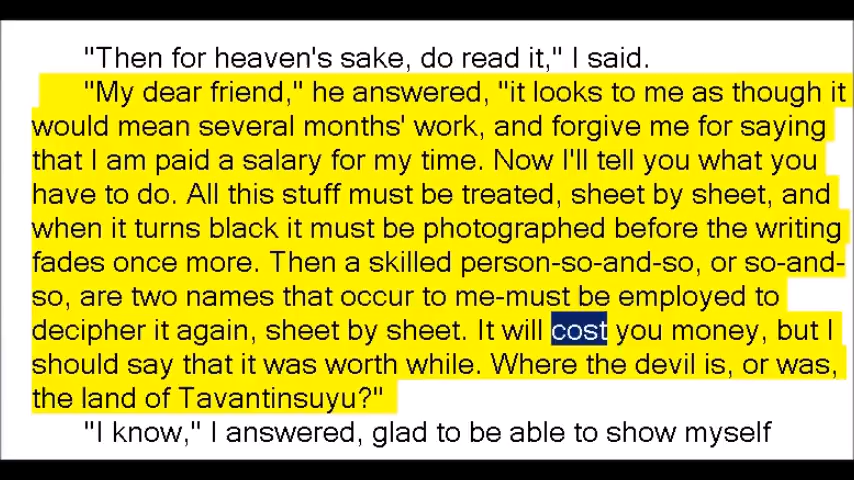 "Then for heaven's sake, do read it," I said.
"My dear friend," he answered, "it looks to me as though it
would mean several months' work, and forgive me for saying
that I am paid a salary for my time. Now I'll tell you what you
have to do. All this stuff must be treated, sheet by sheet, and
when it turns black it must be photographed before the writing
fades once more. Then a skilled person-so-and-so, or so-and-
so, are two names that occur to me-must be employed to
decipher it again, sheet by sheet. It will cost you money, but I
should say that it was worth while. Where the devil is, or was,
the land of Tavantinsuyu?"
"I know," I answered, glad to be able to show myself